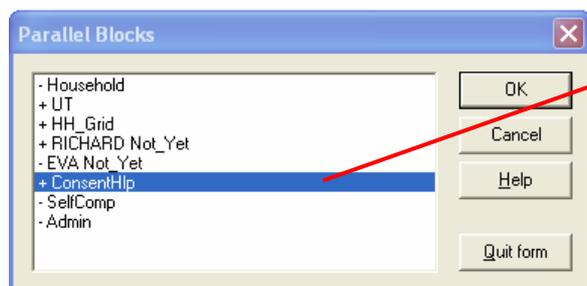 Parallel Blocks
- Household
+ UT
+ HH_Grid
+ RICHARD Not_Yet
- EVA Not_Yet
+ ConsentHlp
- SelfComp
- Admin
OK
Cancel
Help
Quit form